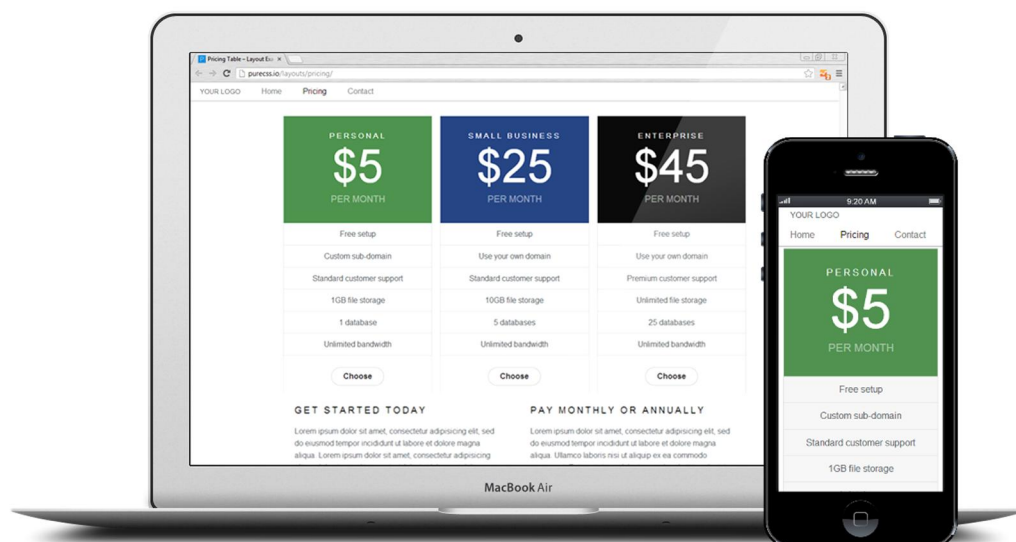 Pricing Table – Layout Exa
purecss.io/layouts/pricing/
YOUR LOGO Home Pricing Contact
PERSONAL
$5
PER MONTH
Free setup
Custom sub-domain
Standard customer support
1GB file storage
1 database
Unlimited bandwidth
Choose
SMALL BUSINESS
$25
PER MONTH
Free setup
Use your own domain
Standard customer support
10GB file storage
5 databases
Unlimited bandwidth
Choose
ENTERPRISE
$45
PER MONTH
Free setup
Use your own domain
Premium customer support
Unlimited file storage
25 databases
Unlimited bandwidth
Choose
GET STARTED TODAY
Lorem ipsum dolor sit amet, consectetur adipisicing elit, sed
do eiusmod tempor incididunt ut labore et dolore magna
aliqua. Lorem ipsum dolor sit amet, consectetur adipisicing
PAY MONTHLY OR ANNUALLY
Lorem ipsum dolor sit amet, consectetur adipisicing elit, sed
do eiusmod tempor incididunt ut labore et dolore magna
aliqua. Ullamco laboris nisi ut aliquip ex ea commodo
MacBook Air
9:20 AM
YOUR LOGO
Home Pricing Contact
PERSONAL
$5
PER MONTH
Free setup
Custom sub-domain
Standard customer support
1GB file storage